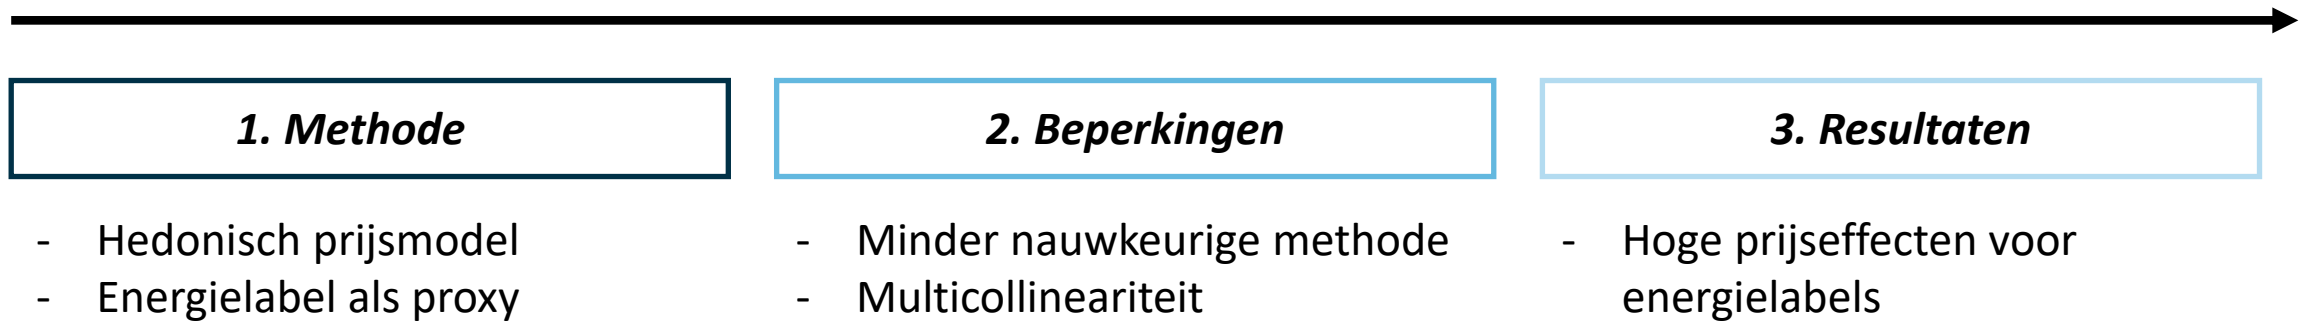 1. Methode
- Hedonisch prijsmodel
- Energielabel als proxy
2. Beperkingen
- Minder nauwkeurige methode
- Multicollineariteit
3. Resultaten
- Hoge prijseffecten voor
energielabels